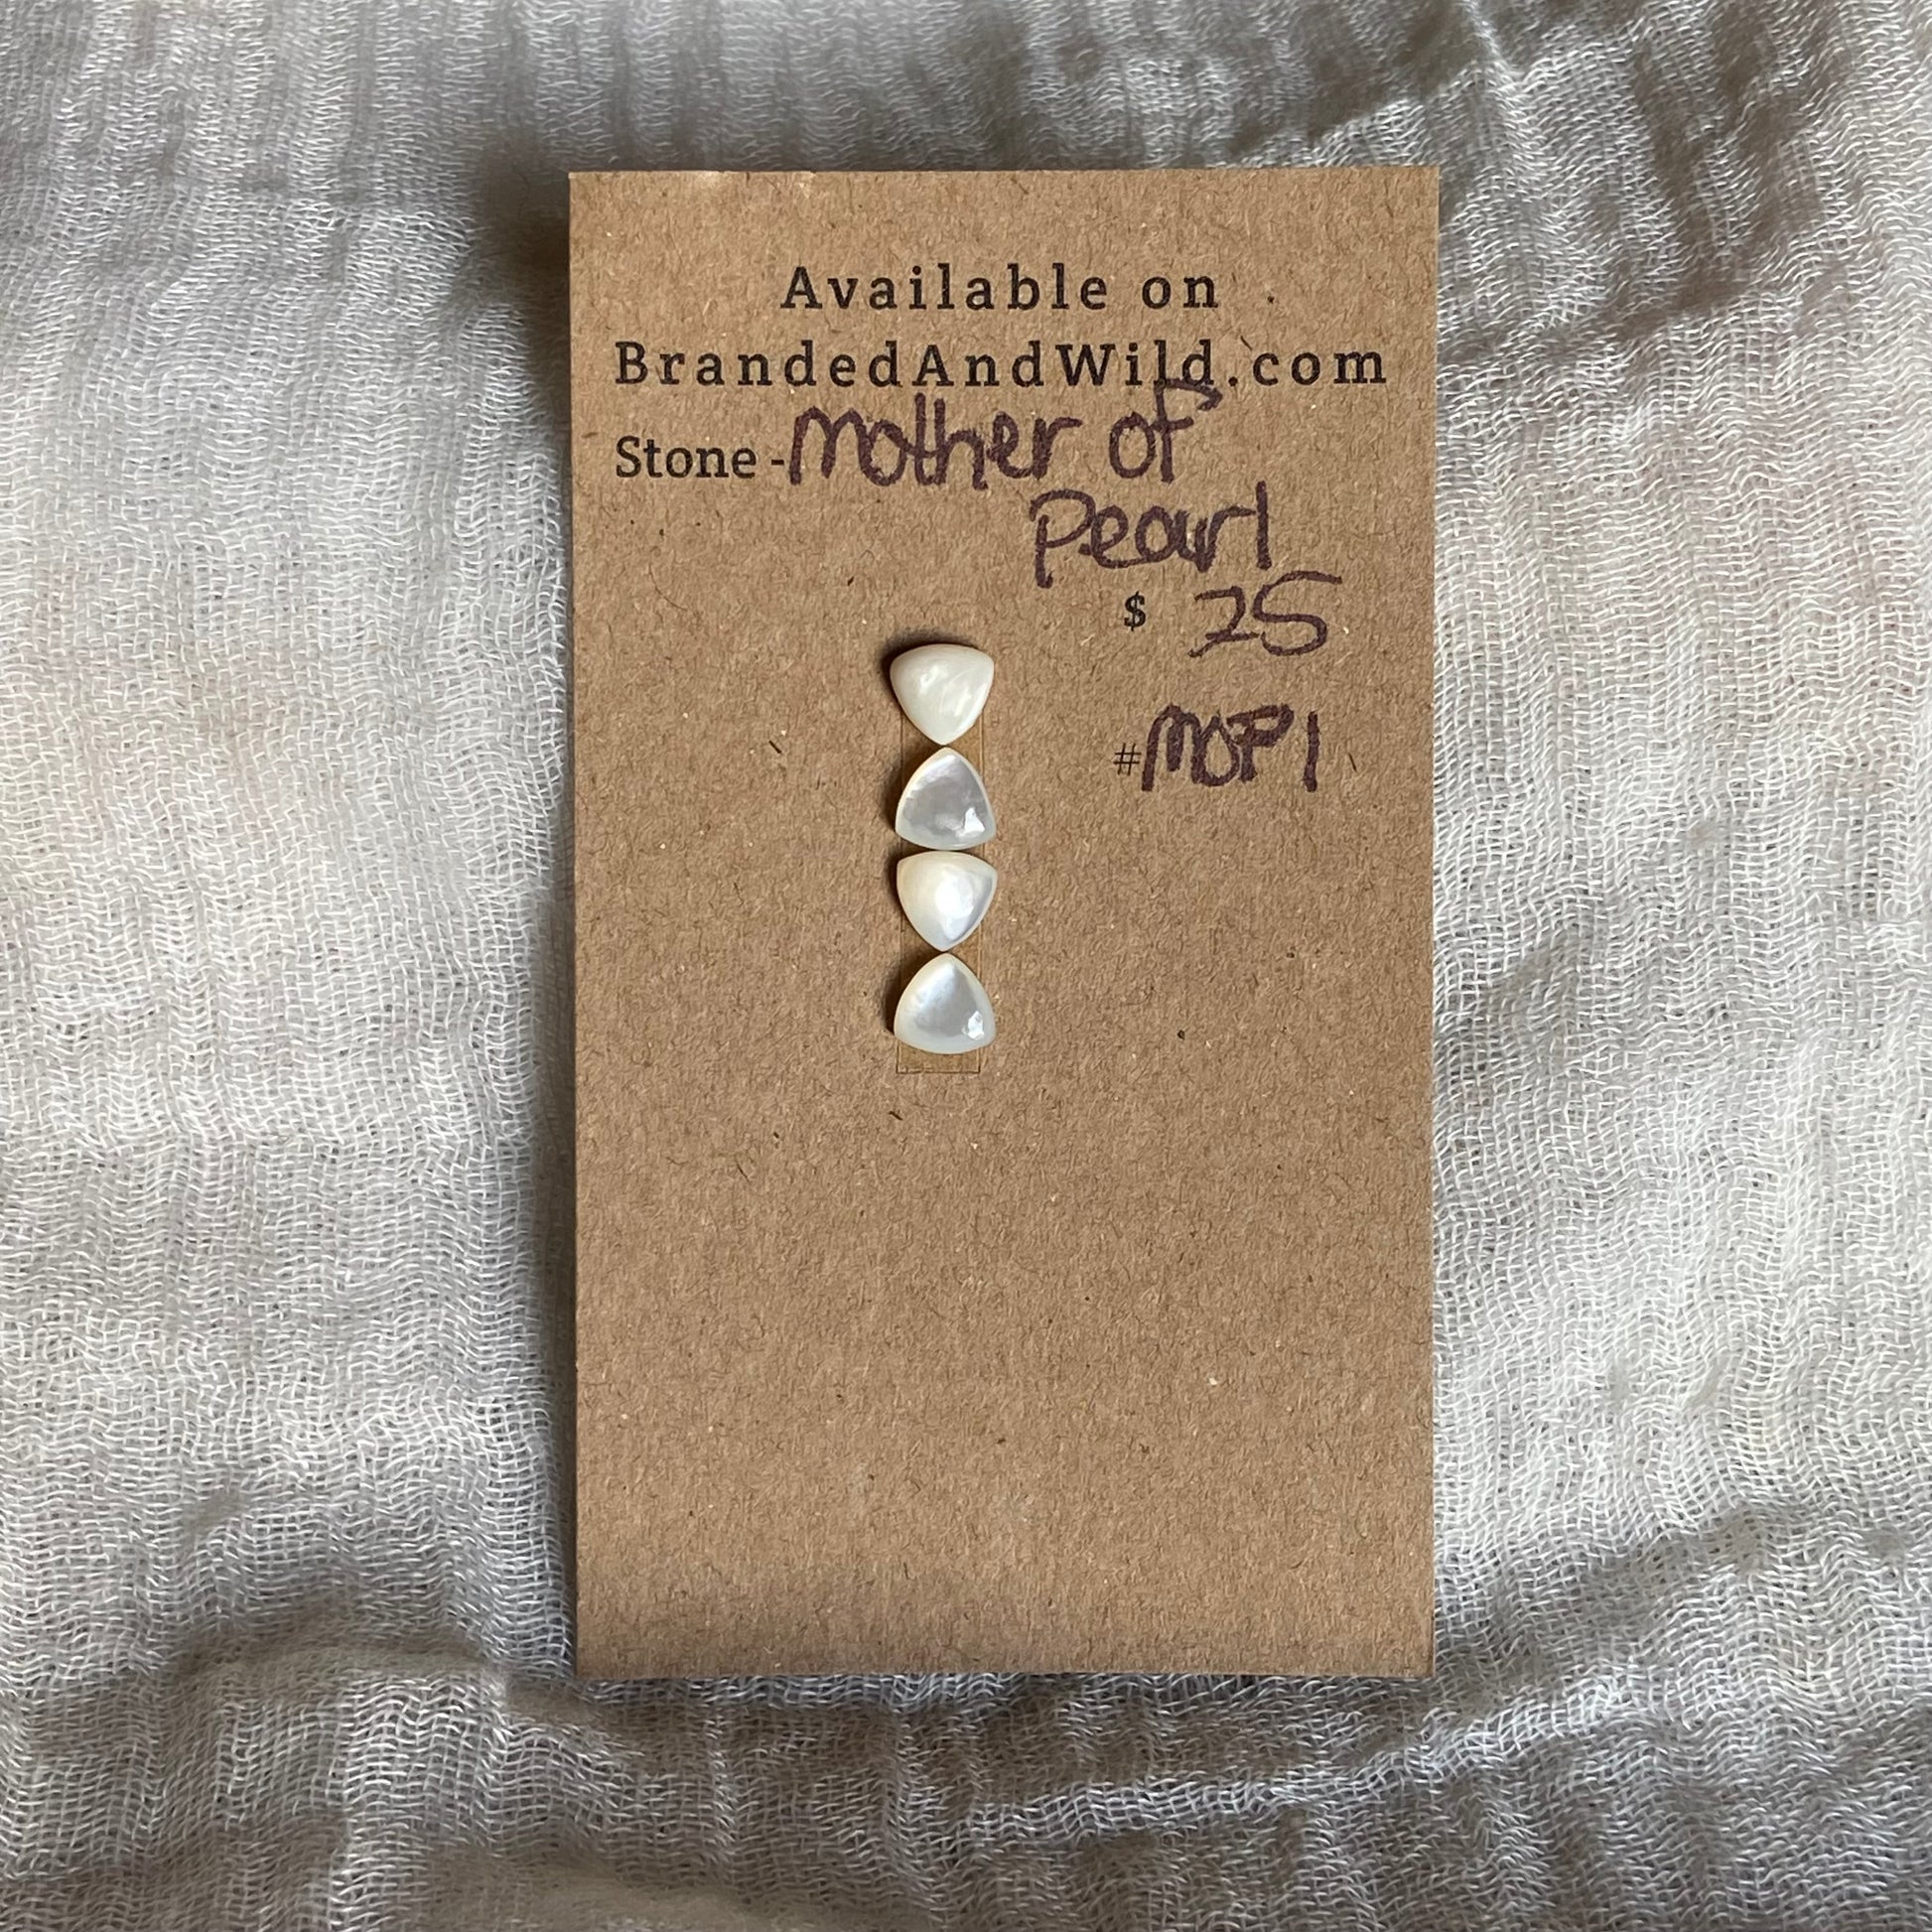 Available on
BrandedAndWild.com
Stone - Mother of
Pearl
$ 25
#MOP1